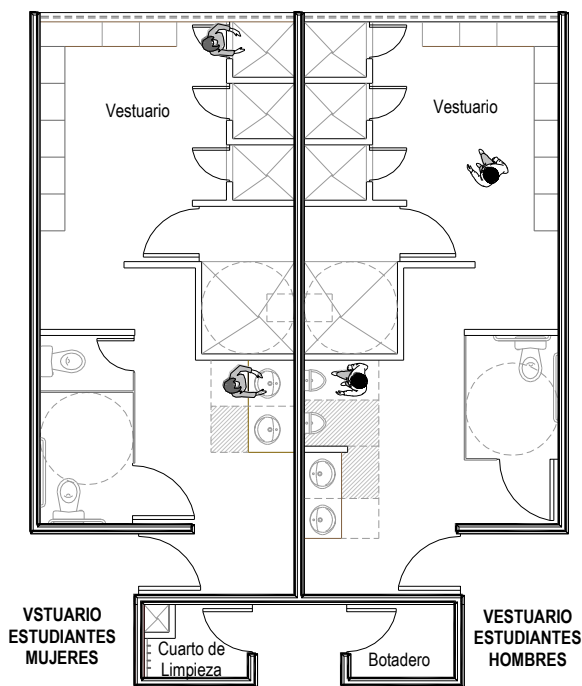 Vestuario
Vestuario
VSTUARIO
ESTUDIANTES
MUJERES
Cuarto de
Limpieza
Botadero
VESTUARIO
ESTUDIANTES
HOMBRES